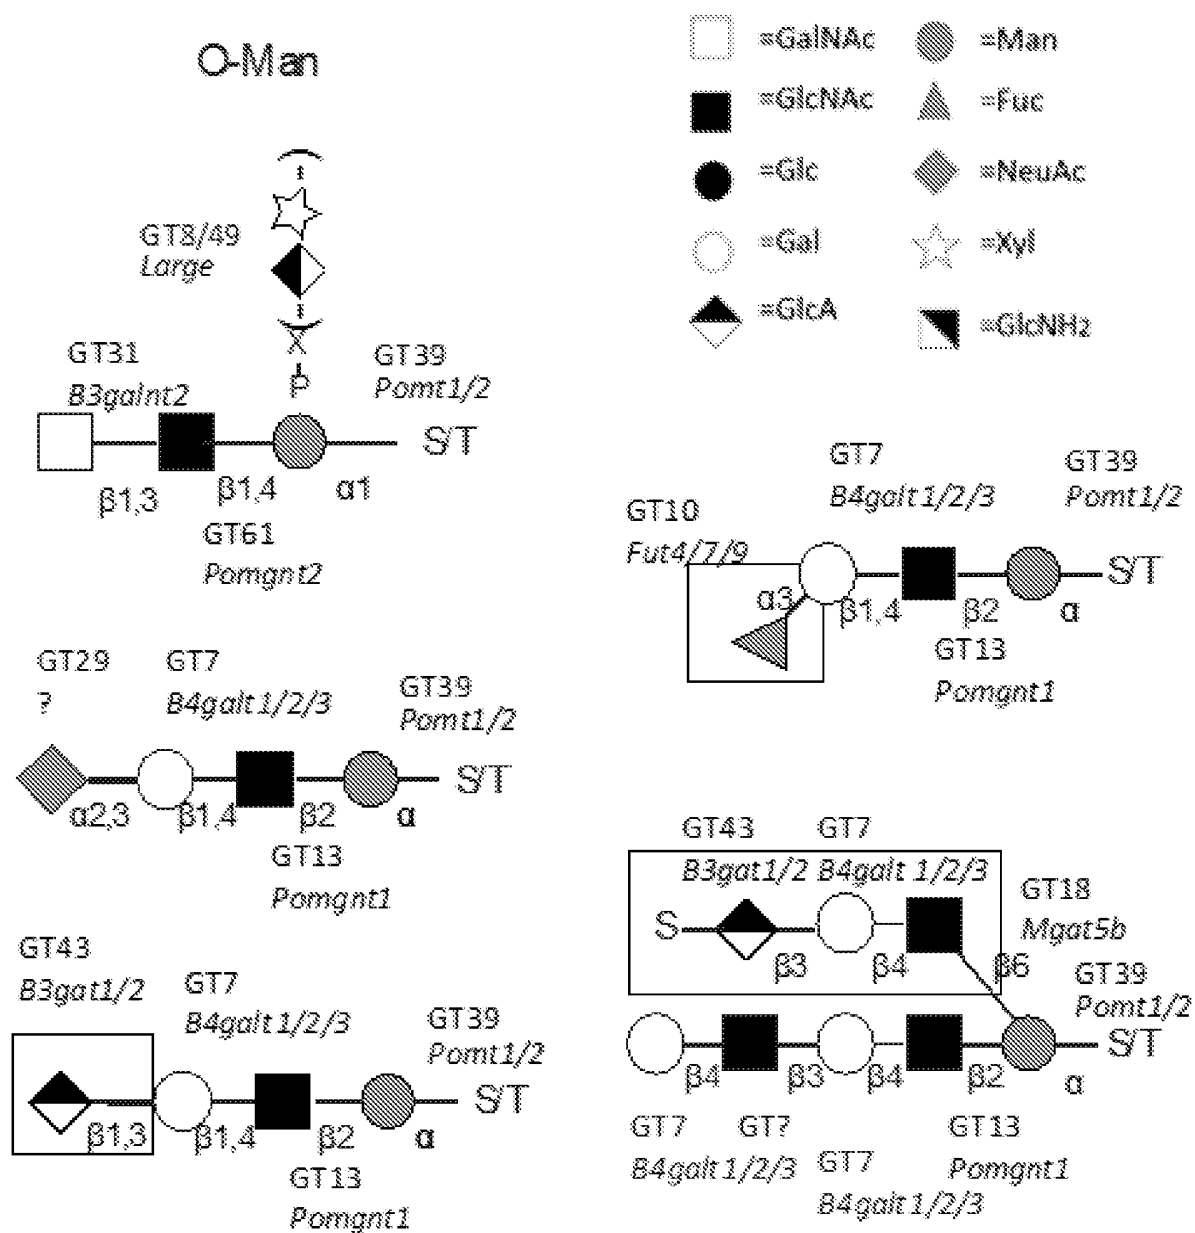 O-Man
=GalNAc
=Man
=GlcNAc
=Fuc
=Glc
=NeuAc
=Gal
=Xyl
=GlcA
=GlcNH2
GT8/49
Large
X
P
GT31
B3galnt2
GT39
Pomt1/2
S/T
β1,3
β1,4
α1
GT61
Pomgnt2
GT7
B4galt1/2/3
GT39
Pomt1/2
GT10
Fut4/7/9
S/T
α3
β1,4
β2
α
GT13
Pomgnt1
GT29
?
GT7
B4galt1/2/3
GT39
Pomt1/2
S/T
α2,3
β1,4
β2
α
GT13
Pomgnt1
GT43
B3gat1/2
GT7
B4galt1/2/3
GT39
Pomt1/2
S/T
β1,3
β1,4
β2
α
GT13
Pomgnt1
GT43
B3gat1/2
GT7
B4galt 1/2/3
GT18
Mgat5b
S
β3
β4
β6
GT39
Pomt1/2
S/T
β4
β3
β4
β2
α
GT7
B4galt1/2/3
GT?
GT7
B4galt1/2/3
GT13
Pomgnt1